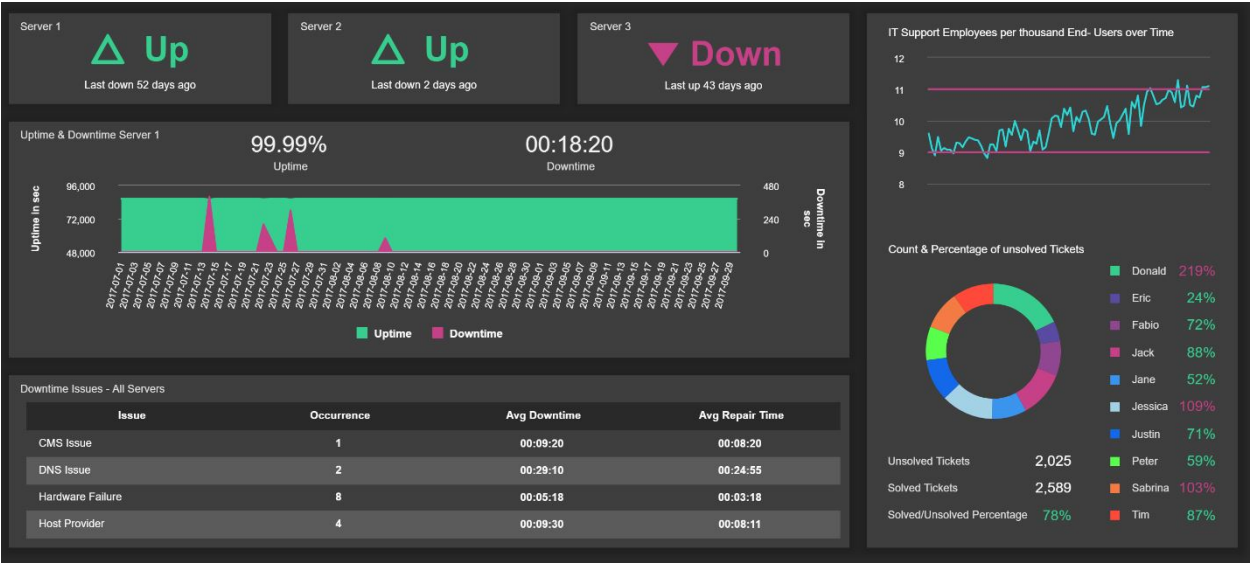 Server 1
Up
Last down 52 days ago
Server 2
Up
Last down 2 days ago
Server 3
Down
Last up 43 days ago
Uptime & Downtime Server 1
99.99%
Uptime
00:18:20
Downtime
Uptime in sec
96,000
72,000
48,000
480
240
0
Downtime in
sec
2017-07-01
2017-07-03
2017-07-05
2017-07-07
2017-07-09
2017-07-11
2017-07-13
2017-07-15
2017-07-17
2017-07-19
2017-07-21
2017-07-23
2017-07-25
2017-07-27
2017-07-29
2017-07-31
2017-08-02
2017-08-04
2017-08-06
2017-08-08
2017-08-10
2017-08-12
2017-08-14
2017-08-16
2017-08-18
2017-08-20
2017-08-22
2017-08-24
2017-08-26
2017-08-28
2017-08-30
2017-09-01
2017-09-03
2017-09-05
2017-09-07
2017-09-09
2017-09-11
2017-09-13
2017-09-15
2017-09-17
2017-09-19
2017-09-21
2017-09-23
2017-09-25
2017-09-27
2017-09-29
Uptime Downtime
Downtime Issues - All Servers
Issue Occurrence Avg Downtime Avg Repair Time
CMS Issue 1 00:09:20 00:08:20
DNS Issue 2 00:29:10 00:24:55
Hardware Failure 8 00:05:18 00:03:18
Host Provider 4 00:09:30 00:08:11
IT Support Employees per thousand End- Users over Time
12
11
10
9
8
Count & Percentage of unsolved Tickets
Donald 219%
Eric 24%
Fabio 72%
Jack 88%
Jane 52%
Jessica 109%
Justin 71%
Peter 59%
Sabrina 103%
Tim 87%
Unsolved Tickets 2,025
Solved Tickets 2,589
Solved/Unsolved Percentage 78%